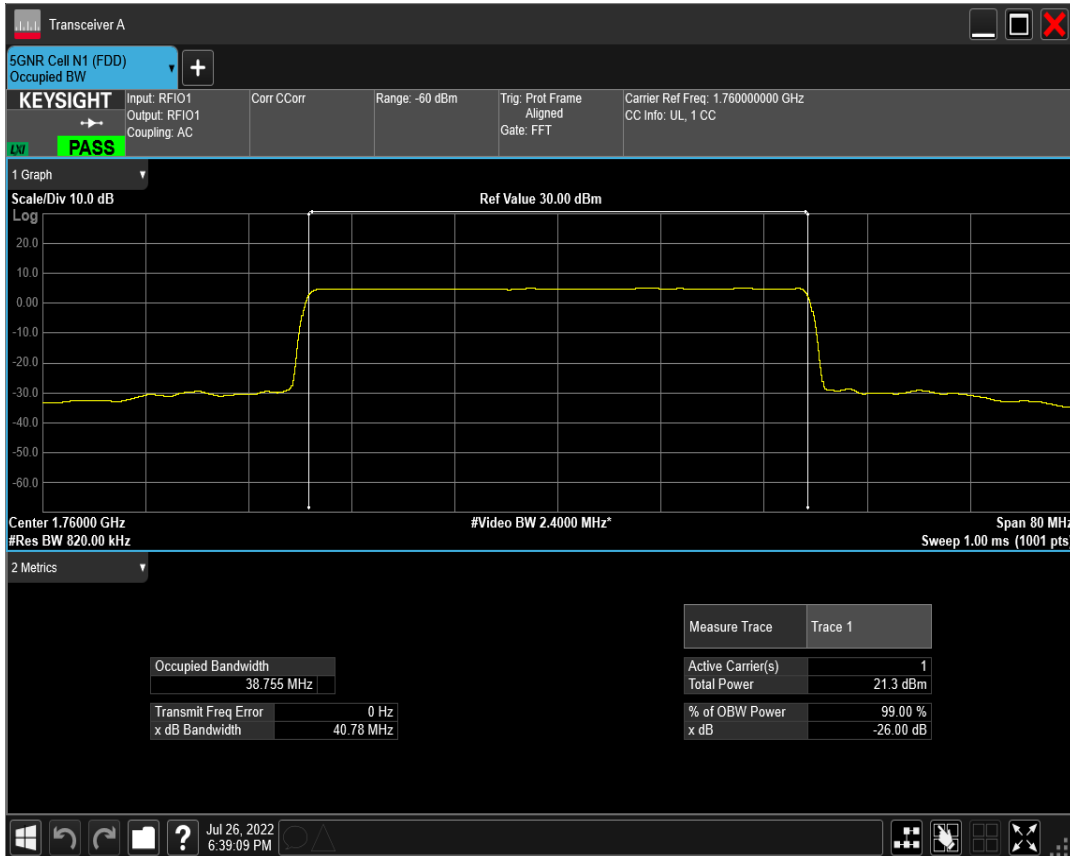 Transceiver A
5GNR Cell N1 (FDD)
Occupied BW
+
KEYSIGHT
LXI
PASS
Input: RFIO1
Output: RFIO1
Coupling: AC
Corr CCorr
Range: -60 dBm
Trig: Prot Frame
Aligned
Gate: FFT
Carrier Ref Freq: 1.760000000 GHz
CC Info: UL, 1 CC
1 Graph
Scale/Div 10.0 dB
Ref Value 30.00 dBm
Log
20.0
10.0
0.00
-10.0
-20.0
-30.0
-40.0
-50.0
-60.0
Center 1.76000 GHz
#Video BW 2.4000 MHz*
Span 80 MHz
#Res BW 820.00 kHz
Sweep 1.00 ms (1001 pts)
2 Metrics
Measure Trace Trace 1
Occupied Bandwidth
38.755 MHz
Active Carrier(s) 1
Total Power 21.3 dBm
Transmit Freq Error 0 Hz
x dB Bandwidth 40.78 MHz
% of OBW Power 99.00 %
x dB -26.00 dB
?
Jul 26, 2022
6:39:09 PM